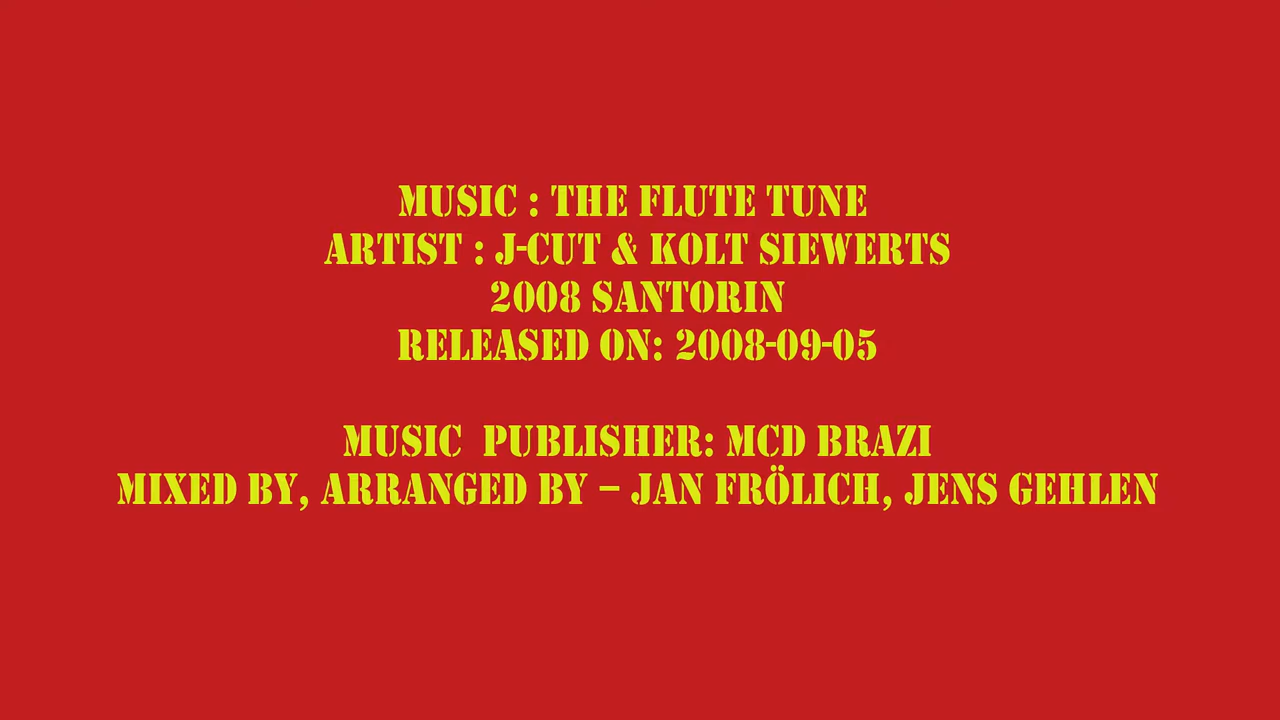 MUSIC : THE FLUTE TUNE
ARTIST : J-CUT & KOLT SIEWERTS
2008 SANTORIN
RELEASED ON: 2008-09-05
MUSIC  PUBLISHER: MCD BRAZI
MIXED BY, ARRANGED BY – JAN FRÖLICH, JENS GEHLEN